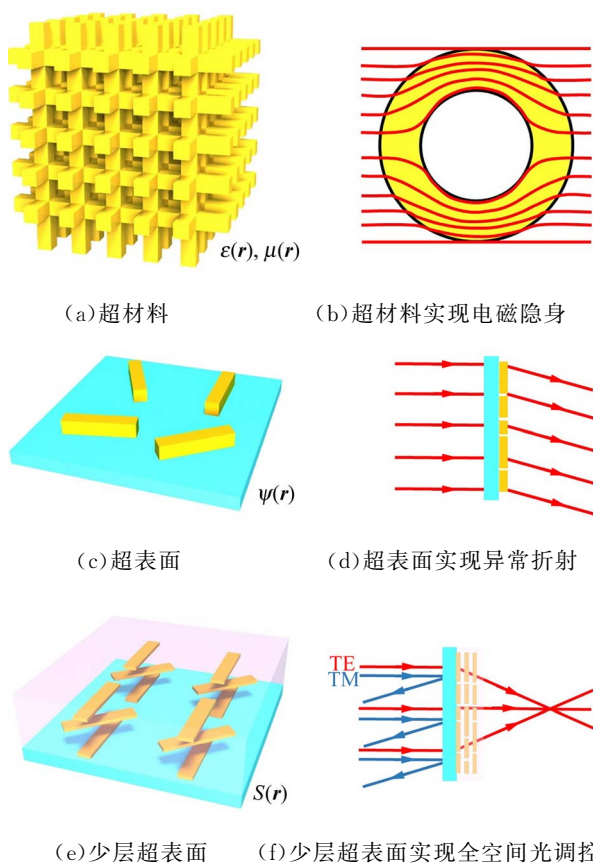 ε(r), μ(r)
(a)超材料
(b)超材料实现电磁隐身
ψ(r)
(c)超表面
(d)超表面实现异常折射
TE
TM
S(r)
(e)少层超表面
(f)少层超表面实现全空间光调控